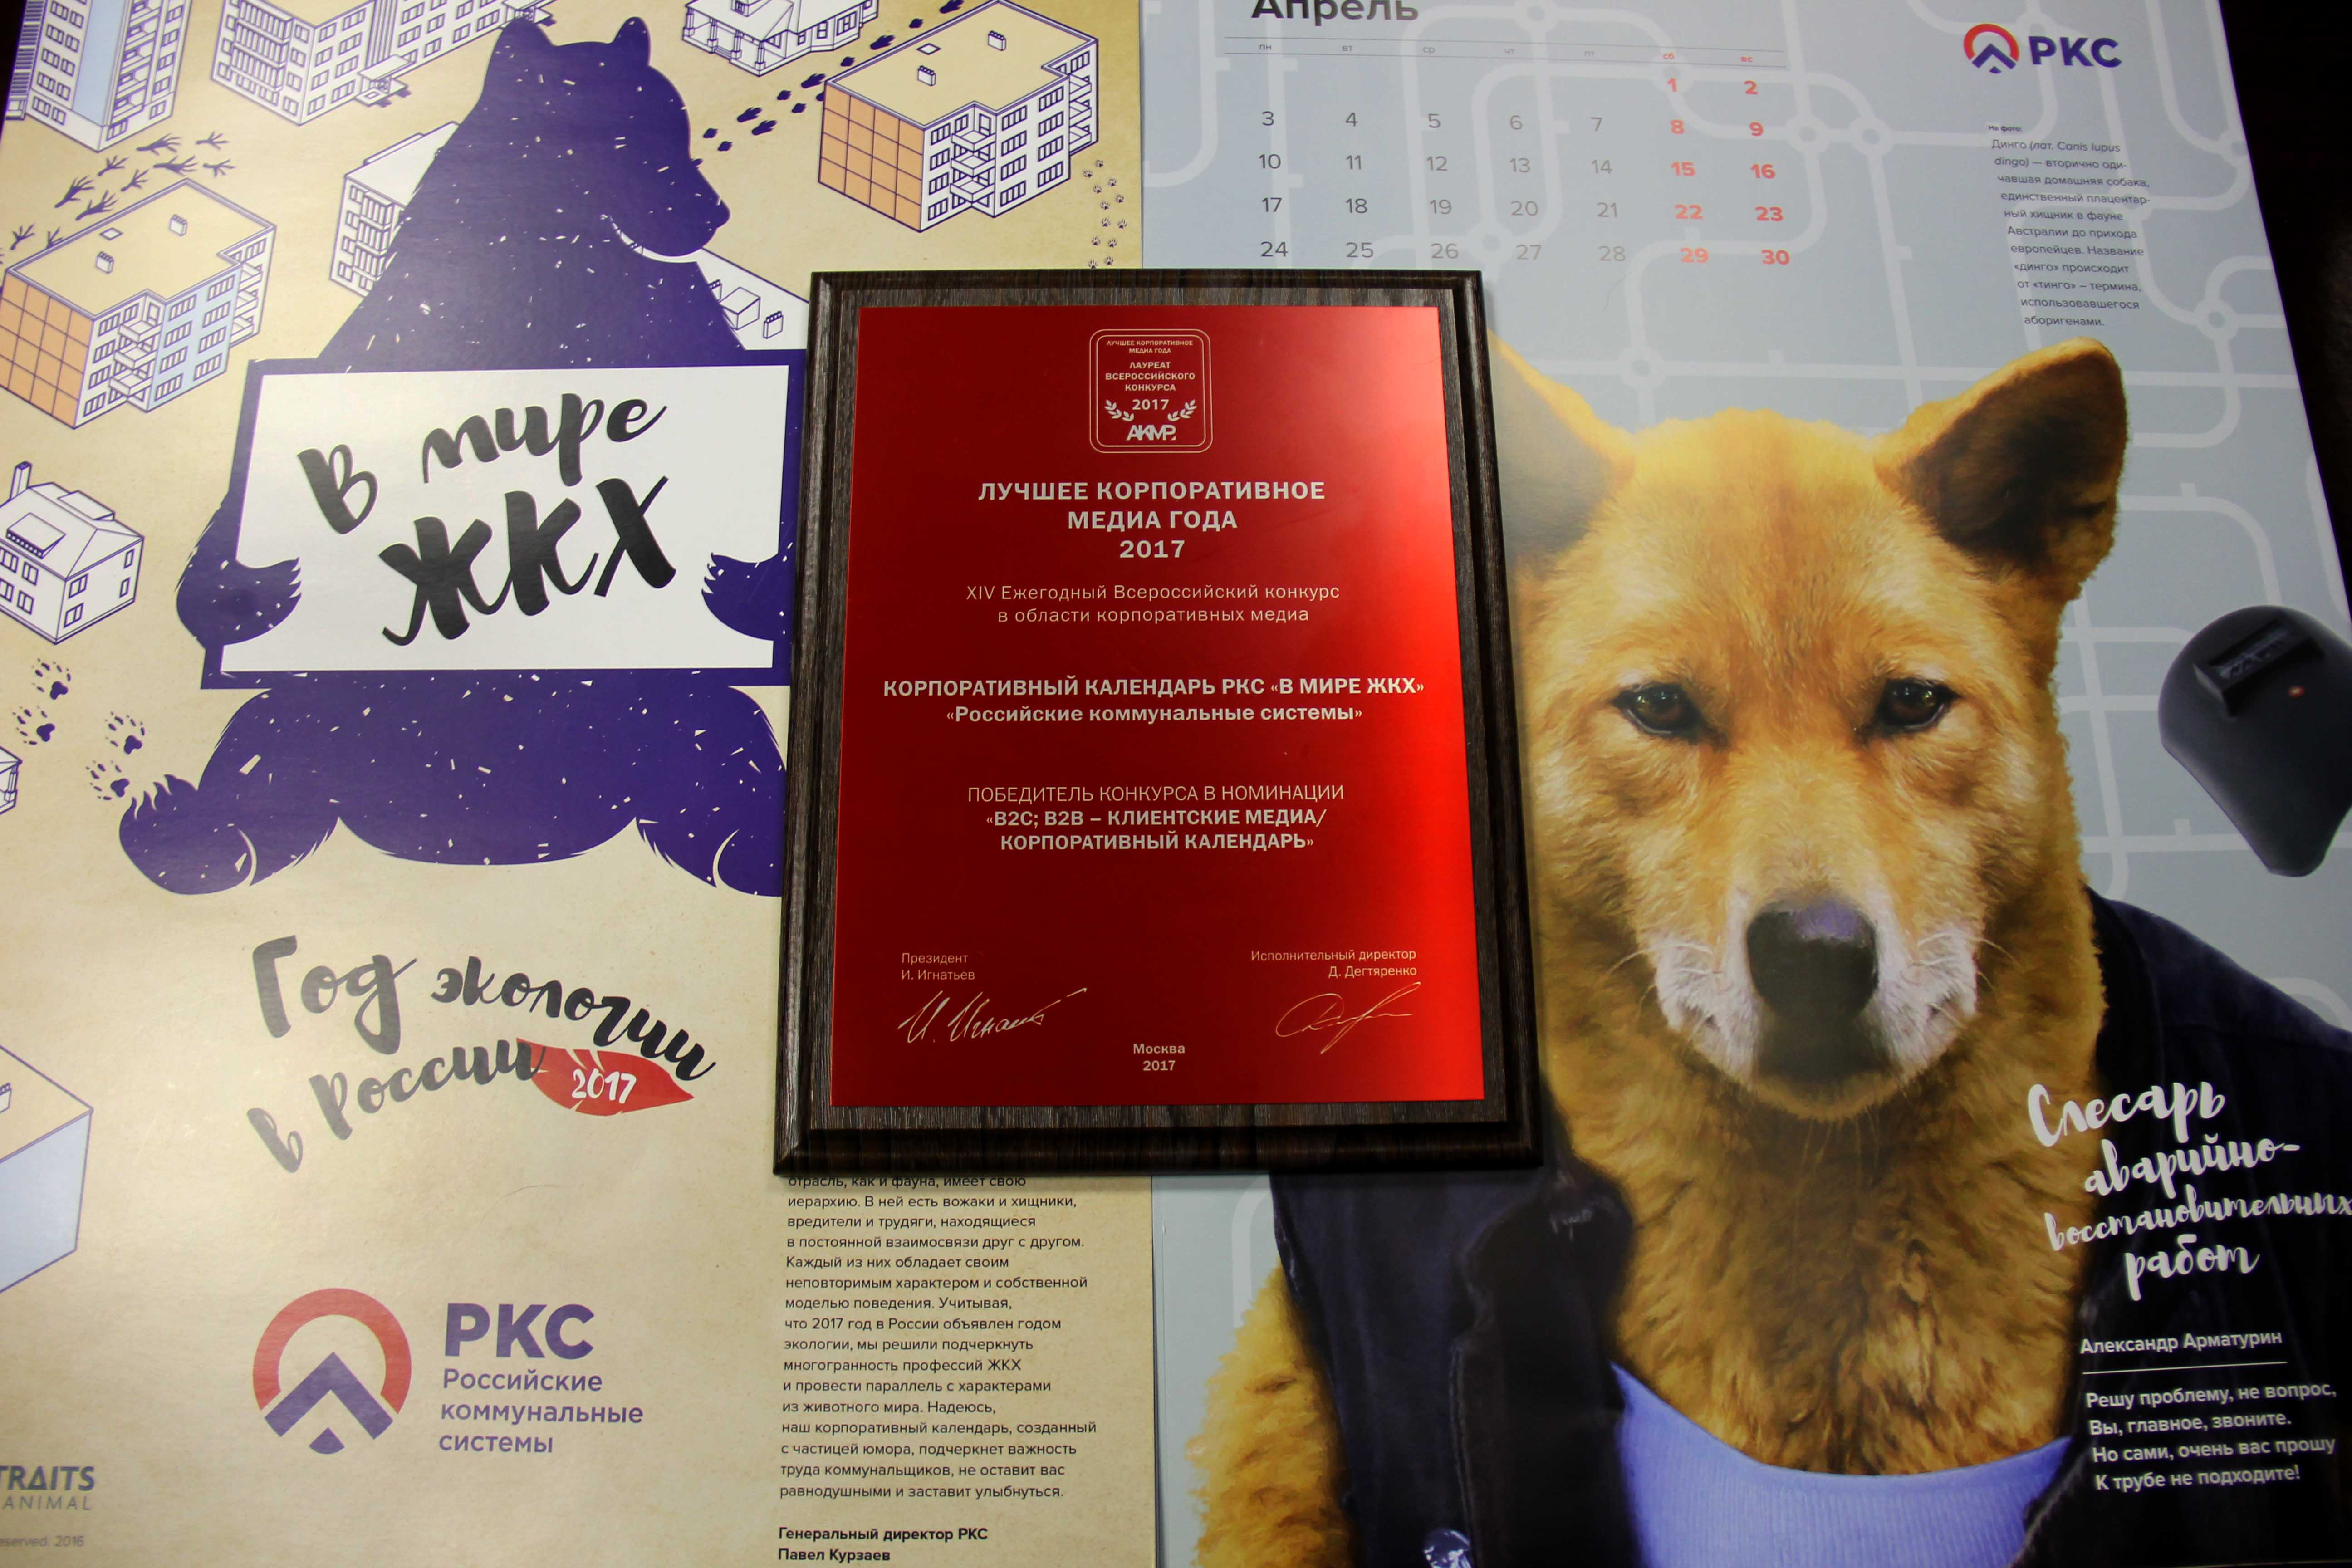 В мире
ЖКХ
Год экологии
в России 2017
РКС
Российские
коммунальные
системы
TRAITS
ANIMAL
2016
отрасль, как и фауна, имеет свою
иерархию. В ней есть вожаки и хищники,
вредители и трудяги, находящиеся
в постоянной взаимосвязи друг с другом.
Каждый из них обладает своим
неповторимым характером и собственной
моделью поведения. Учитывая,
что 2017 год в России объявлен годом
экологии, мы решили подчеркнуть
многогранность профессий ЖКХ
и провести параллель с характерами
из животного мира. Надеюсь,
наш корпоративный календарь, созданный
с частицей юмора, подчеркнет важность
труда коммунальщиков, не оставит вас
равнодушными и заставит улыбнуться.
Генеральный директор РКС
Павел Курзаев
ЛУЧШЕЕ КОРПОРАТИВНОЕ
МЕДИА ГОДА
ЛАУРЕАТ
ВСЕРОССИЙСКОГО
КОНКУРСА
2017
АКМР
ЛУЧШЕЕ КОРПОРАТИВНОЕ
МЕДИА ГОДА
2017
XIV Ежегодный Всероссийский конкурс
в области корпоративных медиа
КОРПОРАТИВНЫЙ КАЛЕНДАРЬ РКС «В МИРЕ ЖКХ»
«Российские коммунальные системы»
ПОБЕДИТЕЛЬ КОНКУРСА В НОМИНАЦИИ
«B2C; B2B – КЛИЕНТСКИЕ МЕДИА/
КОРПОРАТИВНЫЙ КАЛЕНДАРЬ»
Президент
И. Игнатьев
Исполнительный директор
Д. Дегтяренко
Москва
2017
Апрель
пн вт ср чт пт сб вс
1 2
3 4 5 6 7 8 9
10 11 12 13 14 15 16
17 18 19 20 21 22 23
24 25 26 27 28 29 30
РКС
На фото:
Динго (лат. Canis lupus
dingo) — вторично оди-
чавшая домашняя собака,
единственный плацентар-
ный хищник в фауне
Австралии до прихода
европейцев. Название
«динго» происходит
от «тинго» – термина,
использовавшегося
аборигенами.
Слесарь
аварийно-
восстановительных
работ
Александр Арматурин
Решу проблему, не вопрос,
Вы, главное, звоните.
Но сами, очень вас прошу
К трубе не подходите!